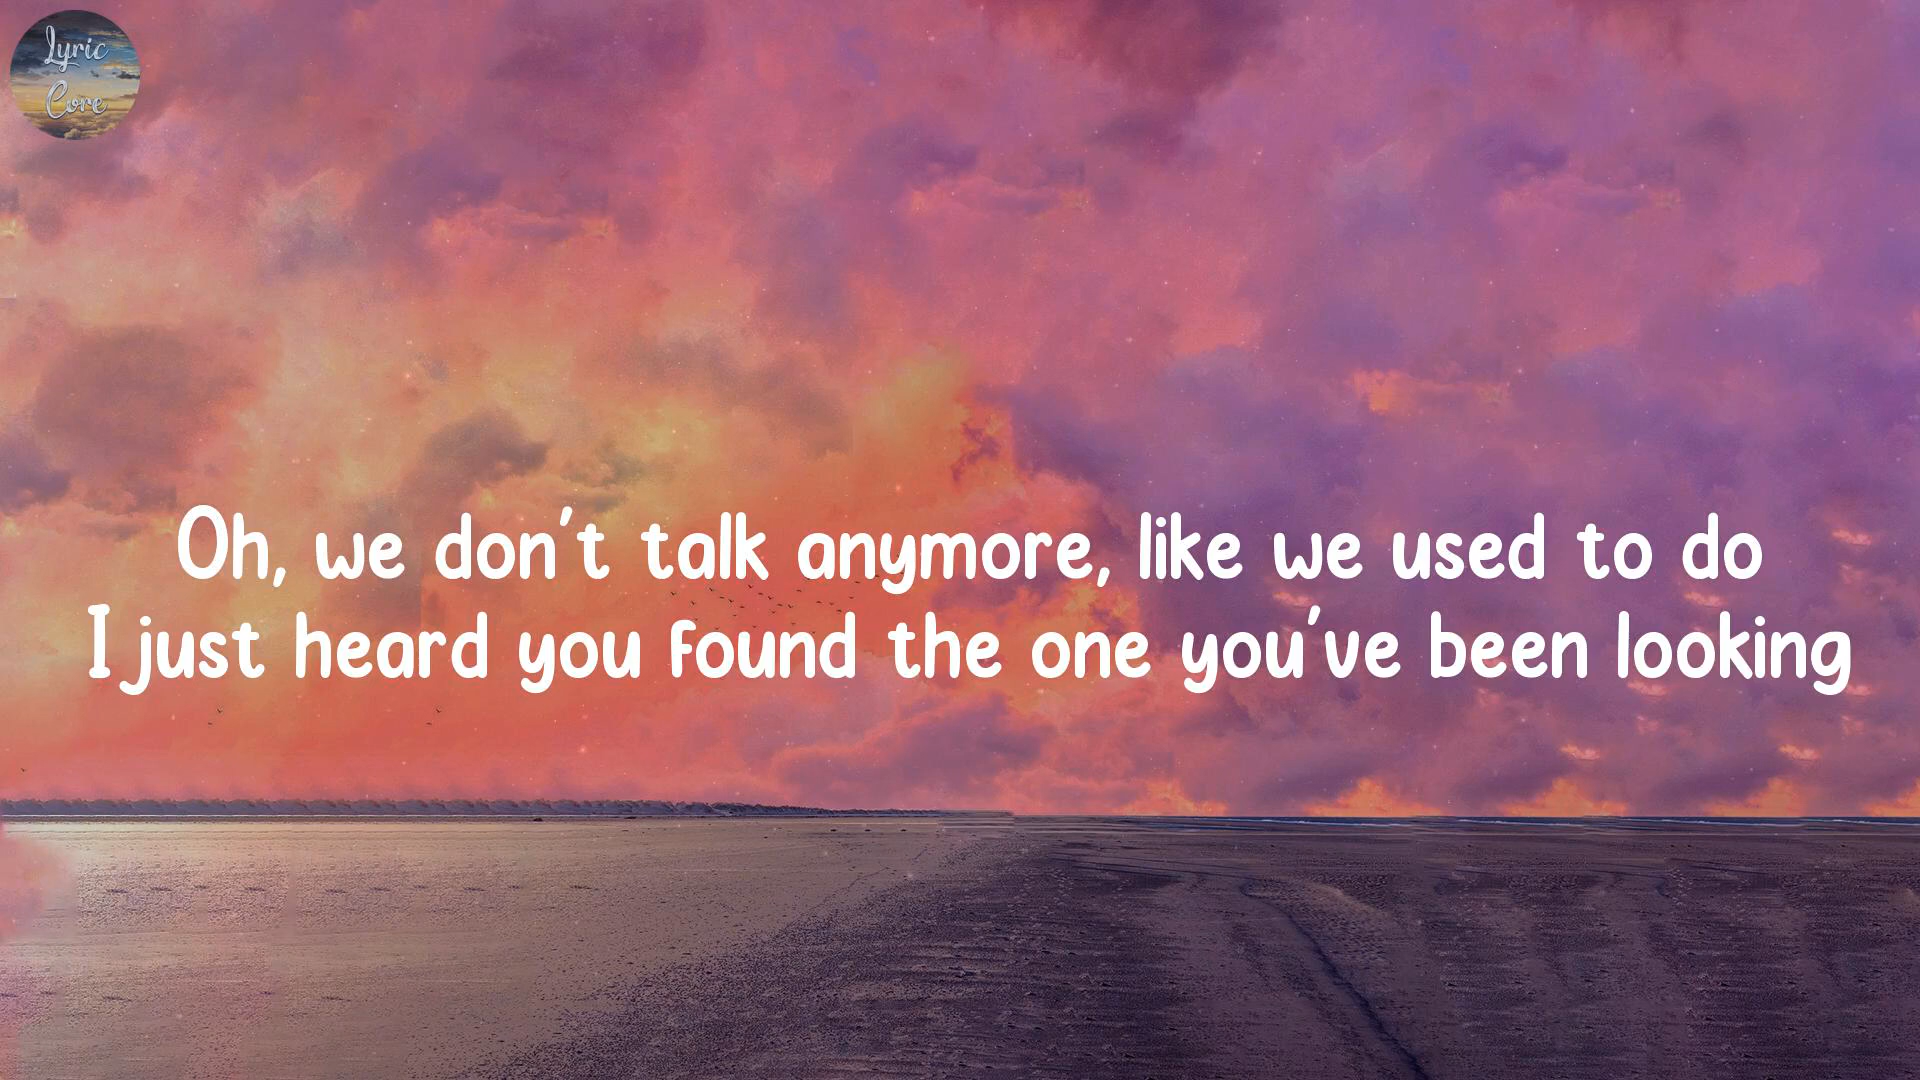 Lyric
Core
Oh, we don't talk anymore, like we used to do
I just heard you found the one you've been looking